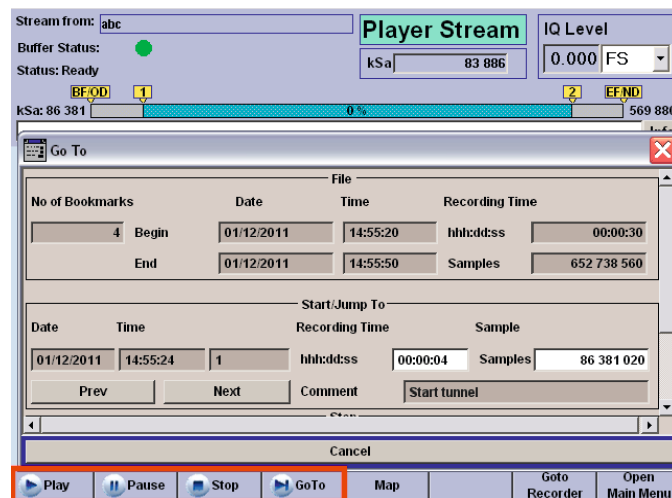 Stream from: abc
Player Stream
IQ Level
Buffer Status:
kSa 83 886
0.000 FS
Status: Ready
BF/OD 1 2 EF/ND
kSa: 86 381 0 % 569 886
Go To
File
No of Bookmarks Date Time Recording Time
4 Begin 01/12/2011 14:55:20 hhh:dd:ss 00:00:30
End 01/12/2011 14:55:50 Samples 652 738 560
Start/Jump To
Date Time Recording Time Sample
01/12/2011 14:55:24 1 hhh:dd:ss 00:00:04 Samples 86 381 020
Prev Next Comment Start tunnel
Cancel
Play Pause Stop GoTo Map Goto Recorder Open Main Menu